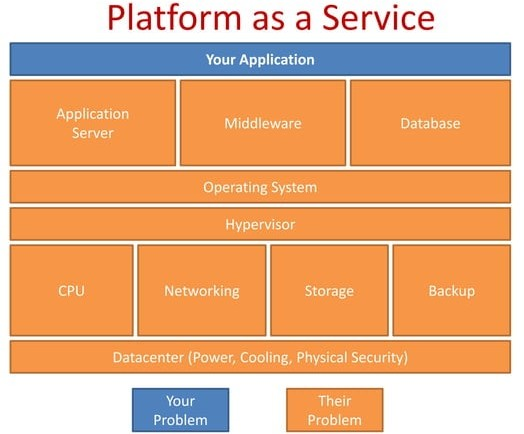 Platform as a Service
Your Application
Application
Server
Middleware
Database
Operating System
Hypervisor
CPU
Networking
Storage
Backup
Datacenter (Power, Cooling, Physical Security)
Your
Problem
Their
Problem